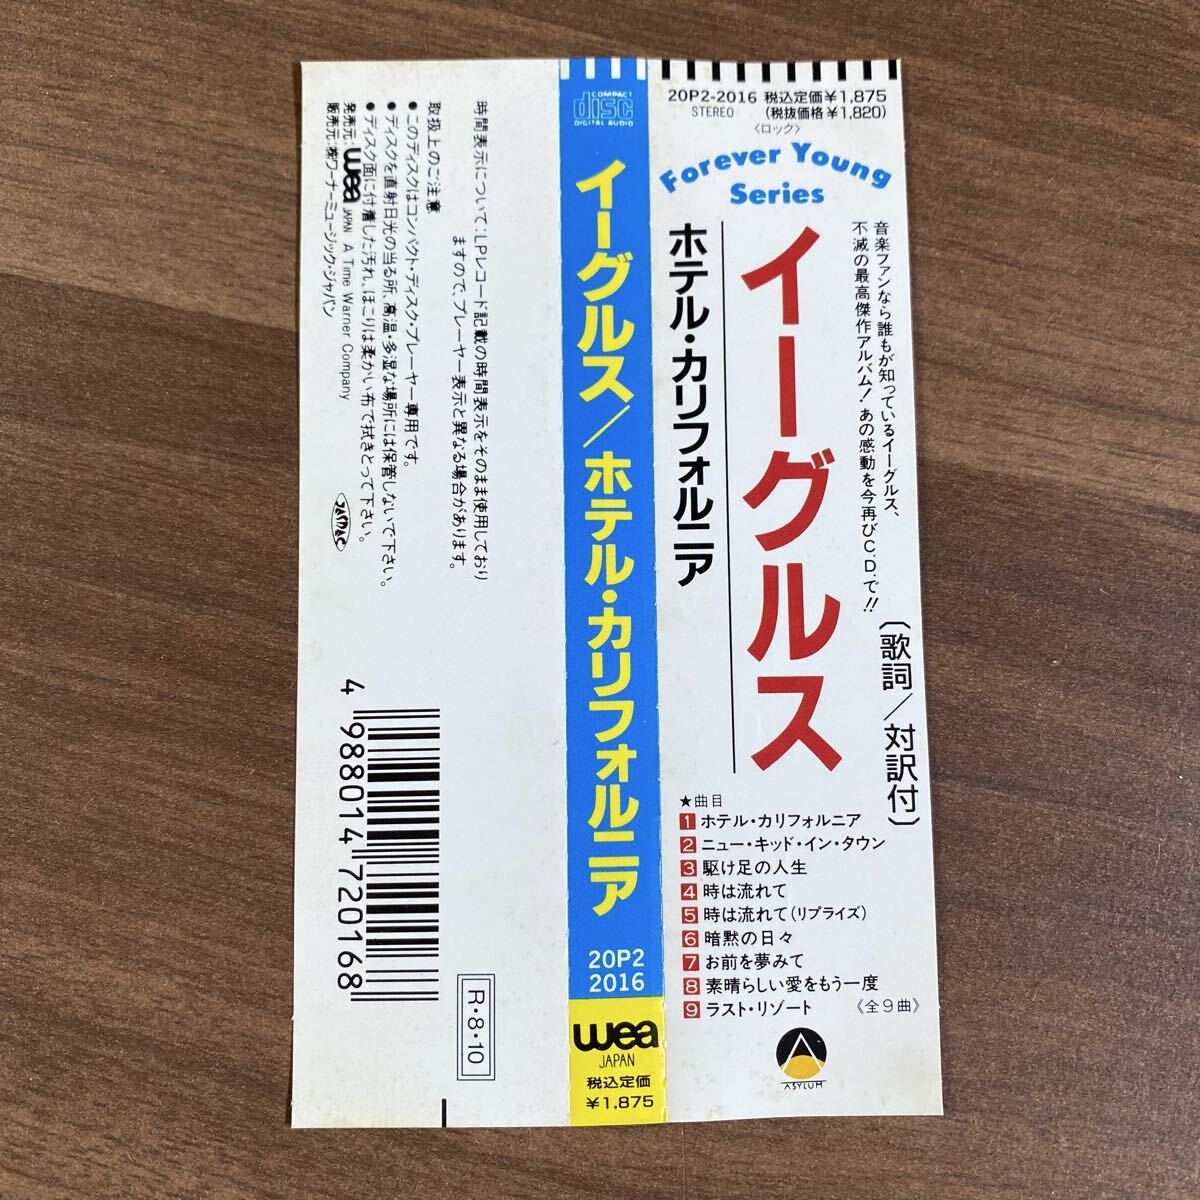 20P2-2016 税込定価¥1,875
STEREO (税抜価格¥1,820)
〈ロック〉
Forever Young
Series
音楽ファンなら誰もが知っているイーグルス、
不滅の最高傑作アルバム!あの感動を今再びC.D.で!!
〔歌詞/対訳付〕
イーグルス
ホテル・カリフォルニア
★曲目
1 ホテル・カリフォルニア
2 ニュー・キッド・イン・タウン
3 駆け足の人生
4 時は流れて
5 時は流れて(リプライズ)
6 暗黙の日々
7 お前を夢みて
8 素晴らしい愛をもう一度
9 ラスト・リゾート 《全9曲》
ASYLUM
COMPACT
disc
DIGITAL AUDIO
イーグルス/ホテル・カリフォルニア
20P2
2016
wea
JAPAN
税込定価
¥1,875
時間表示について:LPレコード記載の時間表示をそのまま使用しており
ますので、プレーヤー表示と異なる場合があります。
取扱上のご注意
●このディスクはコンパクト・ディスク・プレーヤー専用です。
●ディスクを直射日光の当る所、高温・多湿な場所には保管しないで下さい。
●ディスク面に付着した汚れ、ほこりは柔かい布で拭きとって下さい。
発売元:wea JAPAN A Time Warner Company
販売元:㈱ワーナーミュージック・ジャパン
JASRAC
4 988014 720168
R・8・10